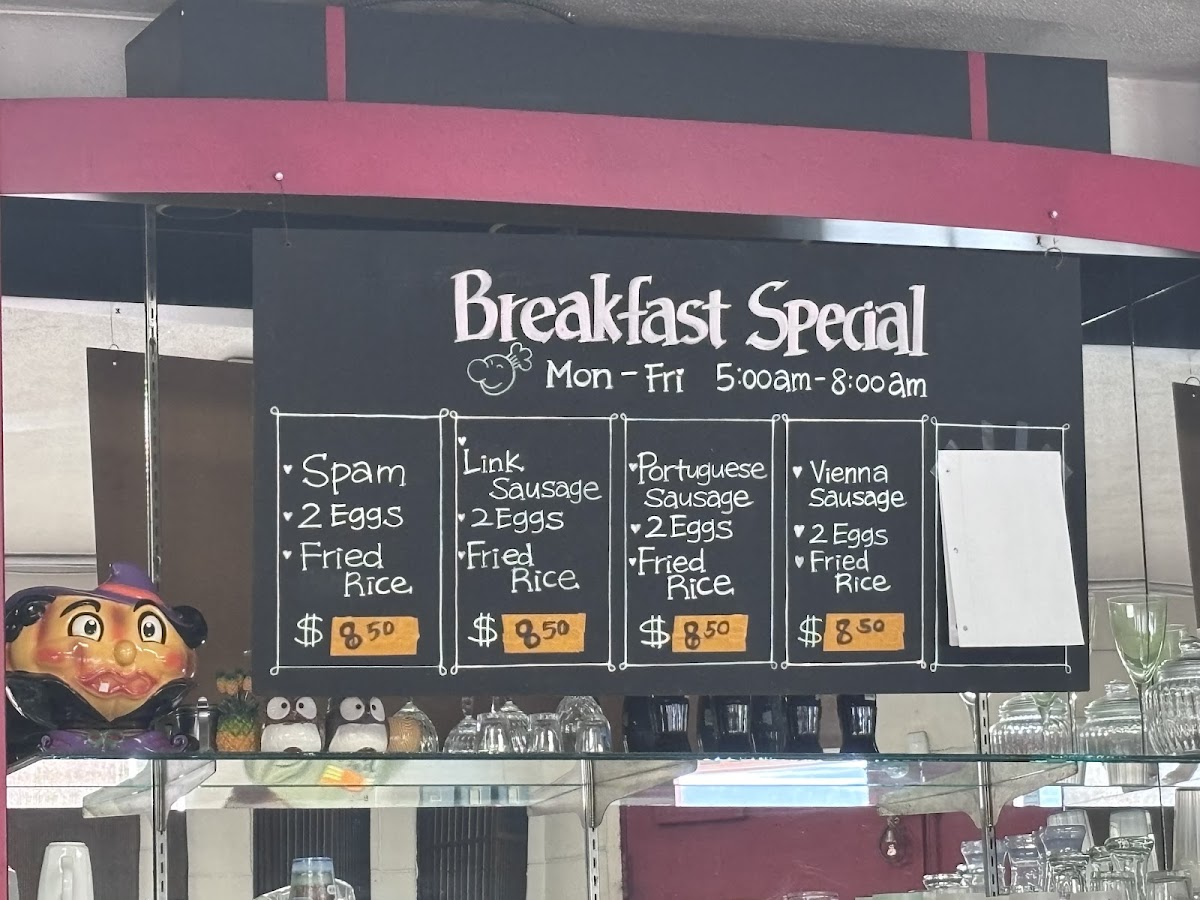 Breakfast Special
Mon - Fri 5:00am - 8:00am
♥ Spam
♥ 2 Eggs
♥ Fried
Rice
$ 8 50
♥
Link
Sausage
♥ 2 Eggs
♥ Fried
Rice
$ 8 50
♥ Portuguese
Sausage
♥ 2 Eggs
♥ Fried
Rice
$ 8 50
♥ Vienna
Sausage
♥ 2 Eggs
♥ Fried
Rice
$ 8 50